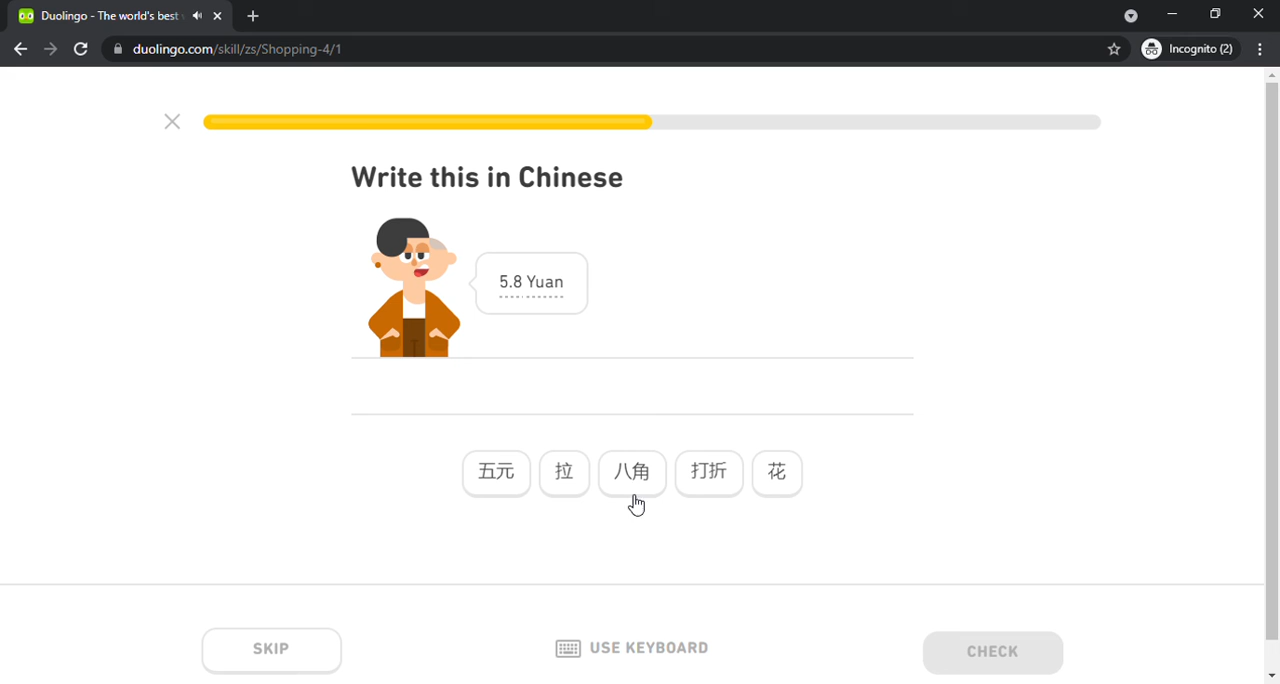 Duolingo - The world's best
duolingo.com/skill/zs/Shopping-4/1
Incognito (2)
Write this in Chinese
5.8 Yuan
五元 拉 八角 打折 花
SKIP
USE KEYBOARD
CHECK